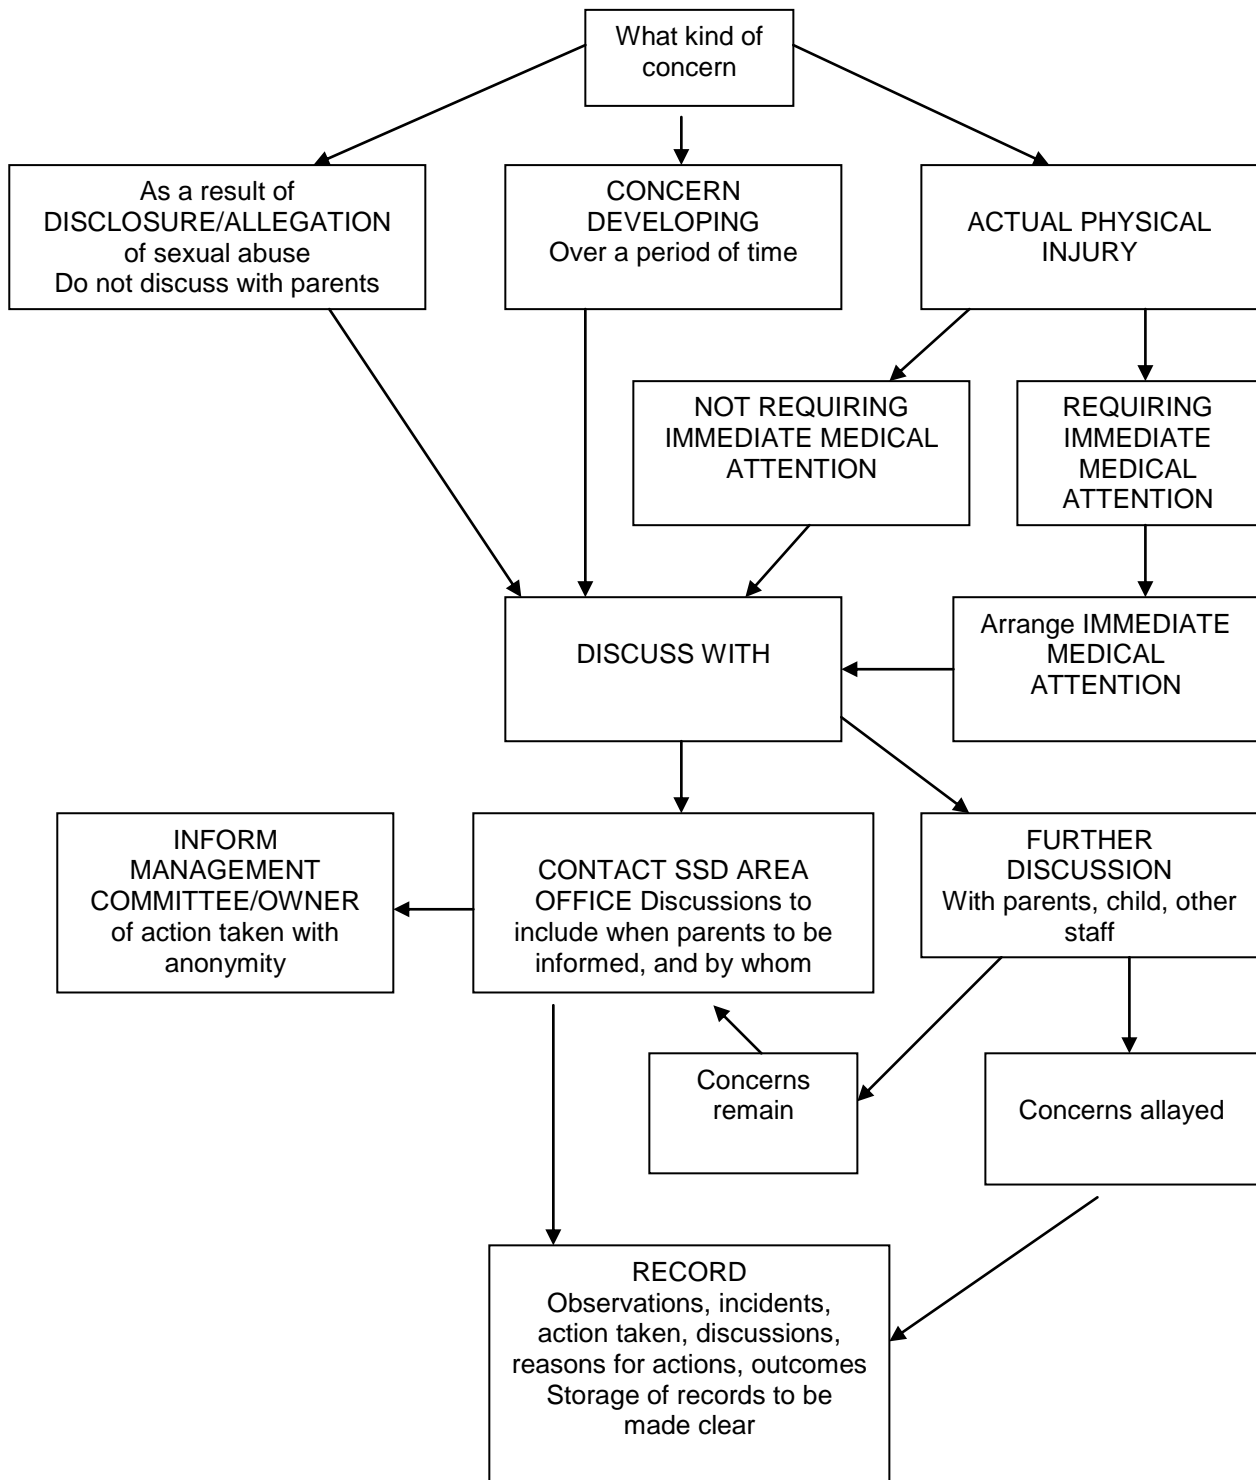 What kind of
concern
As a result of
DISCLOSURE/ALLEGATION
of sexual abuse
Do not discuss with parents
CONCERN
DEVELOPING
Over a period of time
ACTUAL PHYSICAL
INJURY
NOT REQUIRING
IMMEDIATE MEDICAL
ATTENTION
REQUIRING
IMMEDIATE
MEDICAL
ATTENTION
DISCUSS WITH
Arrange IMMEDIATE
MEDICAL
ATTENTION
INFORM
MANAGEMENT
COMMITTEE/OWNER
of action taken with
anonymity
CONTACT SSD AREA
OFFICE Discussions to
include when parents to be
informed, and by whom
FURTHER
DISCUSSION
With parents, child, other
staff
Concerns
remain
Concerns allayed
RECORD
Observations, incidents,
action taken, discussions,
reasons for actions, outcomes
Storage of records to be
made clear